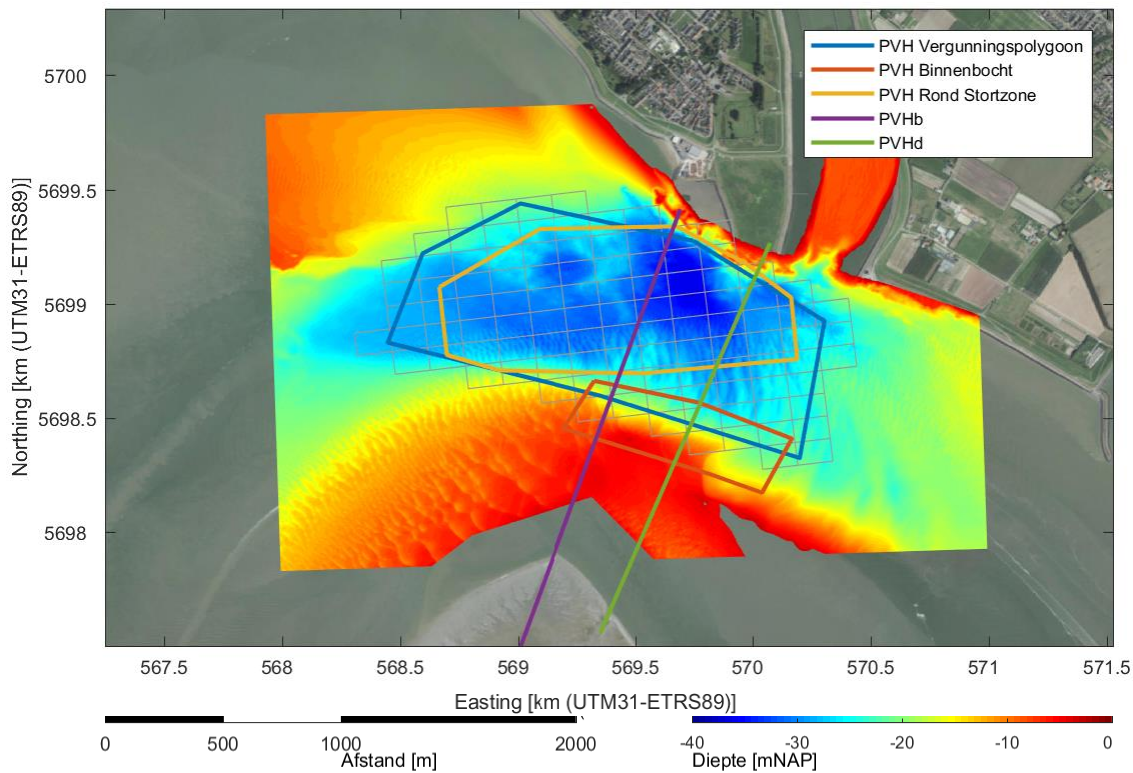 PVH Vergunningspolygoon
PVH Binnenbocht
PVH Rond Stortzone
PVHb
PVHd
5700
5699.5
5699
5698.5
5698
Northing [km (UTM31-ETRS89)]
567.5 568 568.5 569 569.5 570 570.5 571 571.5
Easting [km (UTM31-ETRS89)]
0 500 1000 2000
Afstand [m]
-40 -30 -20 -10 0
Diepte [mNAP]